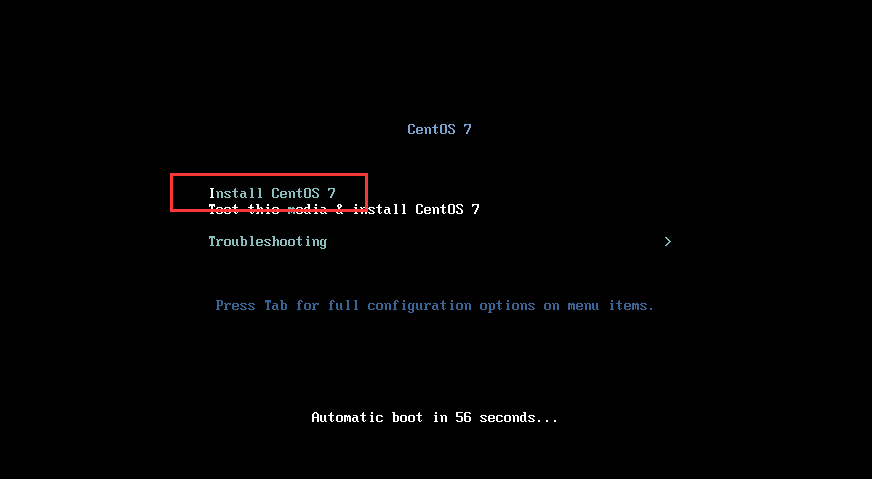 CentOS 7
Install CentOS 7
Test this media & install CentOS 7
Troubleshooting >
Press Tab for full configuration options on menu items.
Automatic boot in 56 seconds...